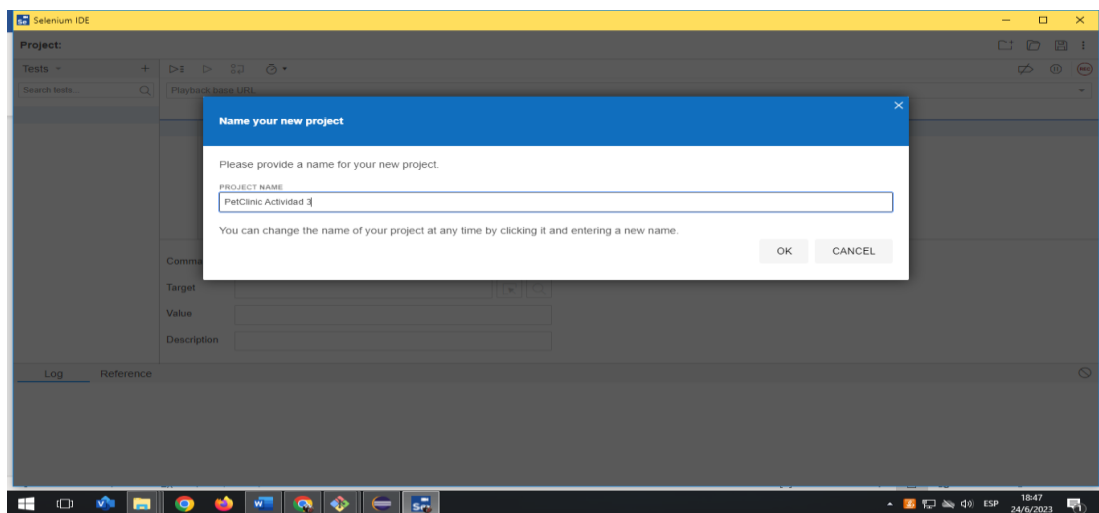 Selenium IDE
Project:
Tests
Search tests...
Playback base URL
Name your new project
Please provide a name for your new project.
PROJECT NAME
PetClinic Actividad 3
You can change the name of your project at any time by clicking it and entering a new name.
OK CANCEL
Target
Value
Description
Log Reference
ESP
18:47
24/6/2023